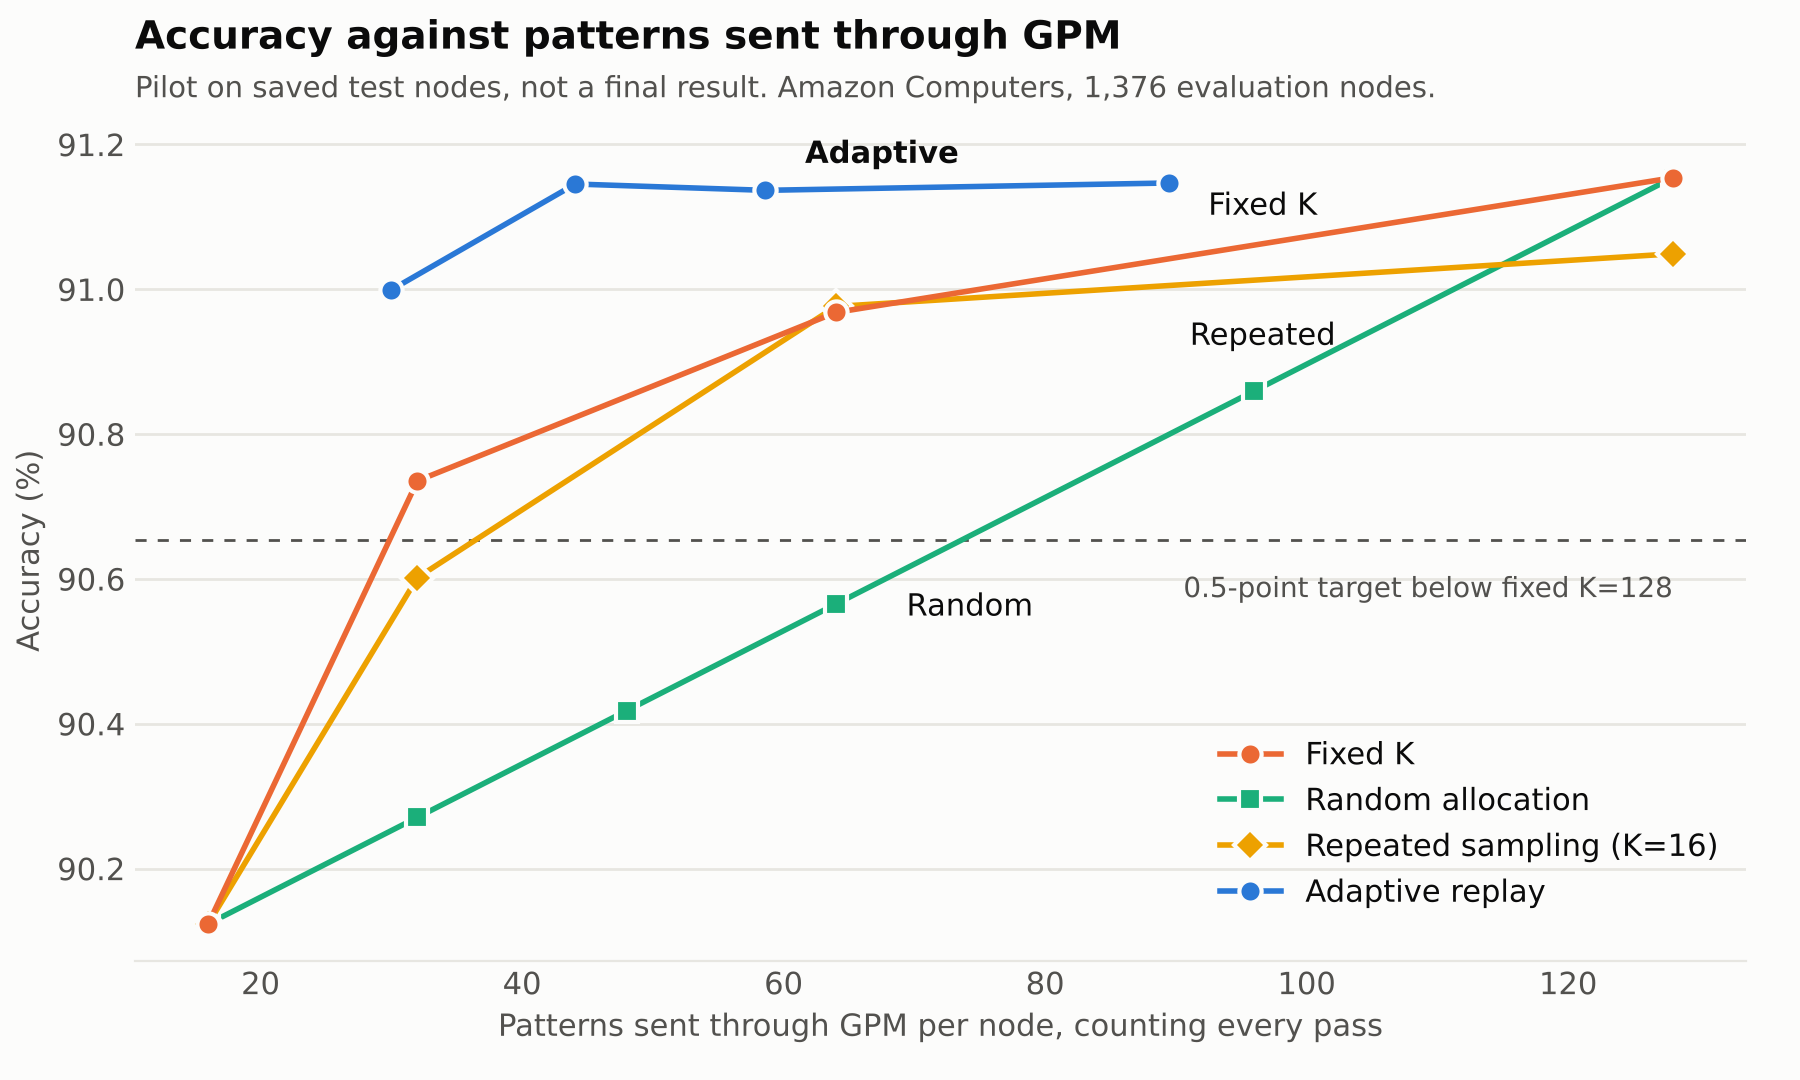 Accuracy against patterns sent through GPM
Pilot on saved test nodes, not a final result. Amazon Computers, 1,376 evaluation nodes.
91.2
91.0
90.8
90.6
90.4
90.2
Accuracy (%)
Adaptive
Fixed K
Repeated
Random
0.5-point target below fixed K=128
Fixed K
Random allocation
Repeated sampling (K=16)
Adaptive replay
20 40 60 80 100 120
Patterns sent through GPM per node, counting every pass